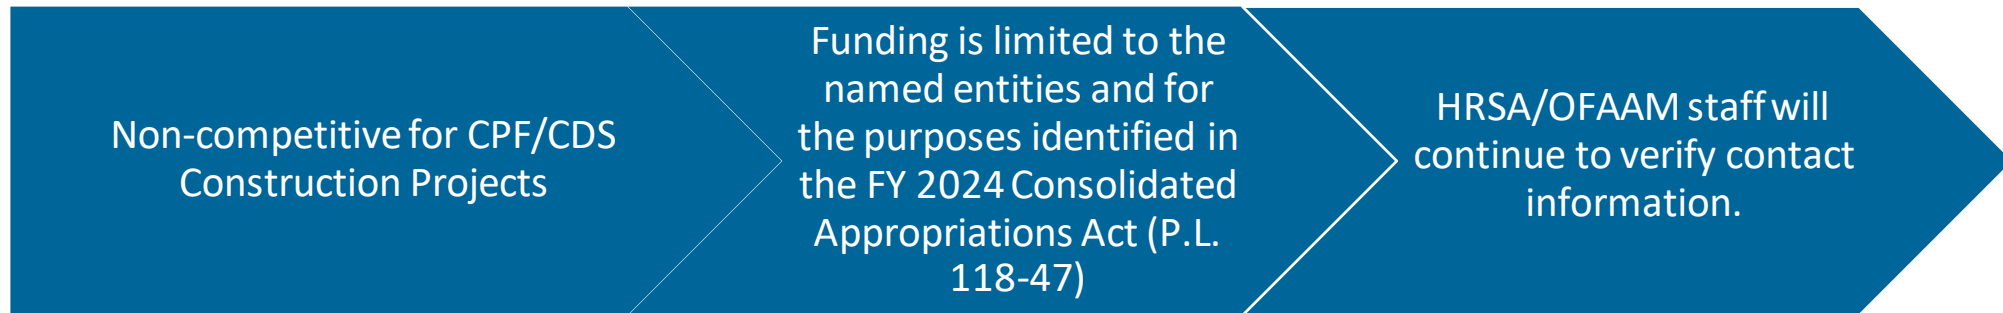 Non-competitive for CPF/CDS
Construction Projects
Funding is limited to the
named entities and for
the purposes identified in
the FY 2024 Consolidated
Appropriations Act (P.L.
118-47)
HRSA/OFAAM staff will
continue to verify contact
information.